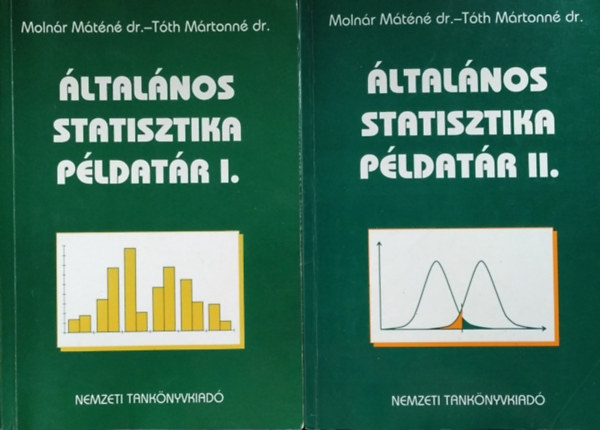 Molnár Máténé dr.–Tóth Mártonné dr.
ÁLTALÁNOS
STATISZTIKA
PÉLDATÁR I.
NEMZETI TANKÖNYVKIADÓ
Molnár Máténé dr.–Tóth Mártonné dr.
ÁLTALÁNOS
STATISZTIKA
PÉLDATÁR II.
NEMZETI TANKÖNYVKIADÓ